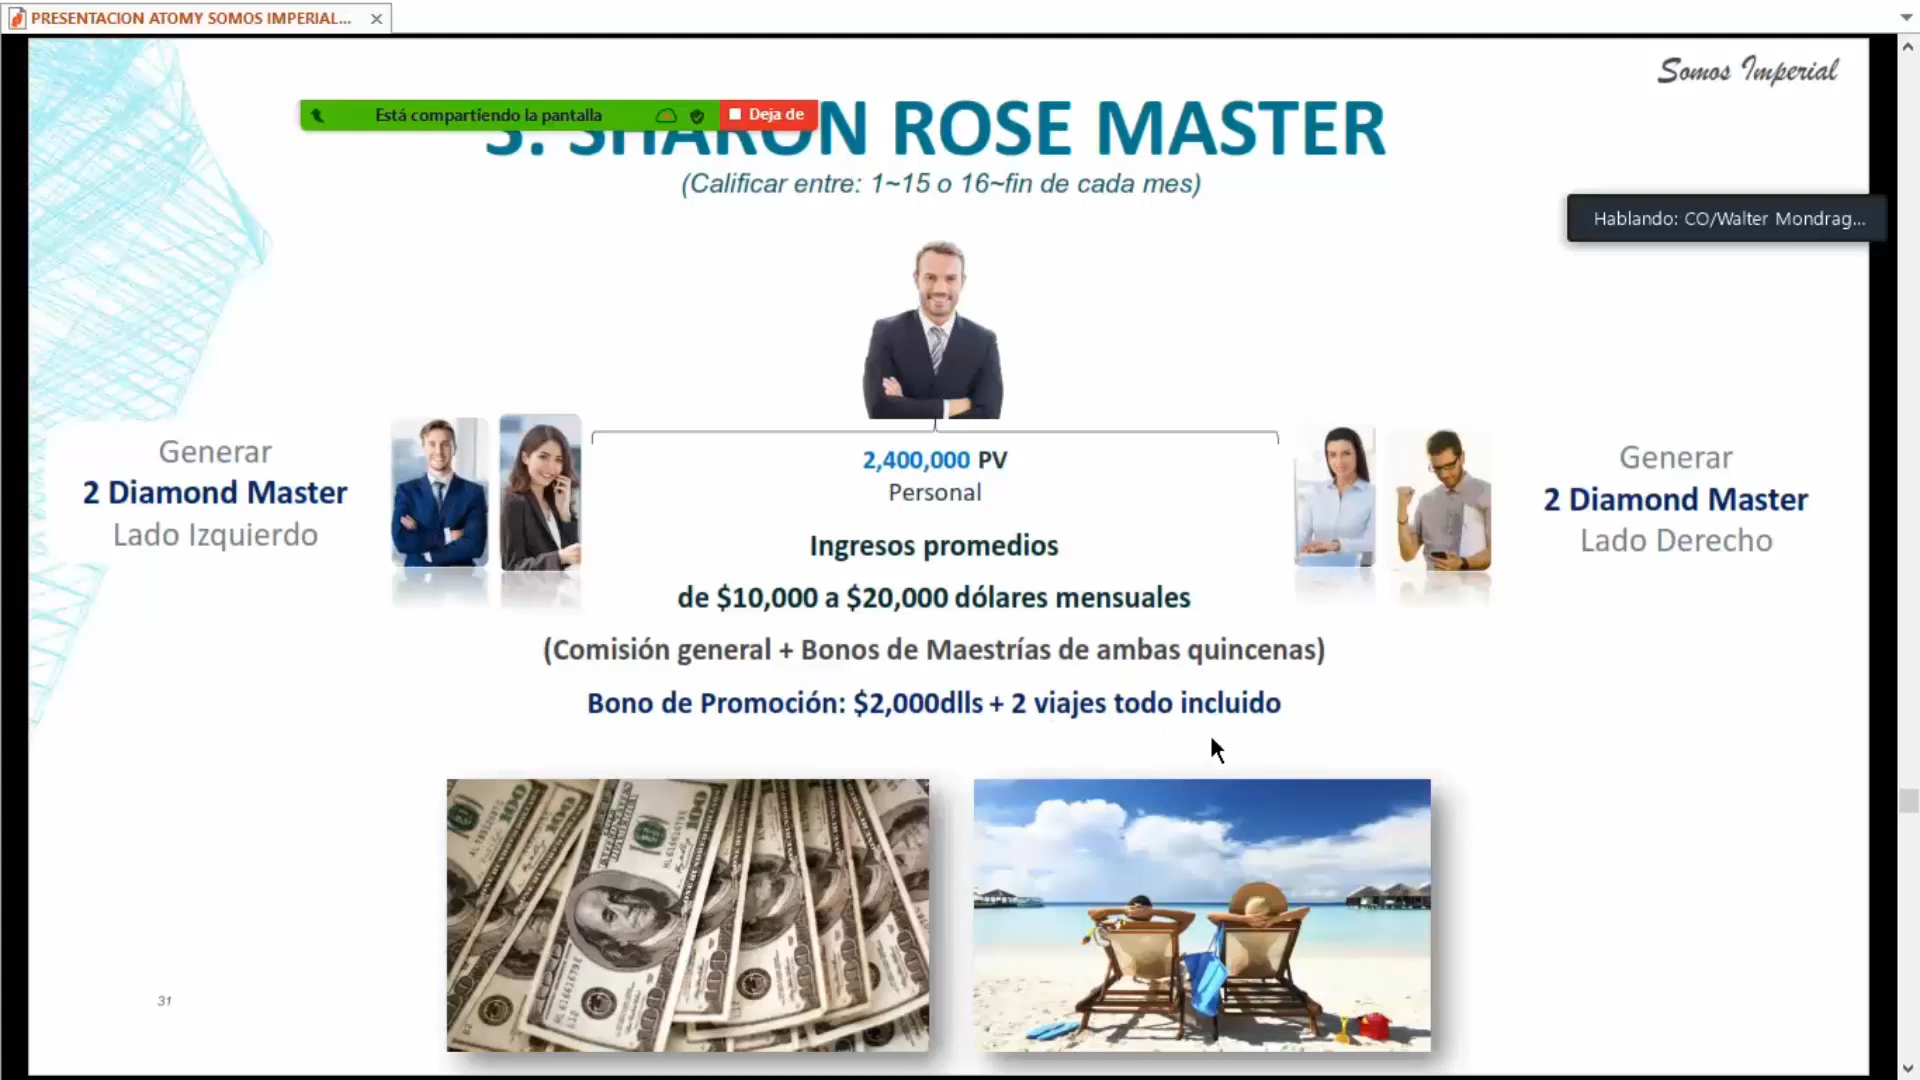 PRESENTACION ATOMY SOMOS IMPERIAL...
Somos Imperial
Está compartiendo la pantalla
Deja de
3. SHARON ROSE MASTER
(Calificar entre: 1~15 o 16~fin de cada mes)
Hablando: CO/Walter Mondrag...
Generar
2 Diamond Master
Lado Izquierdo
2,400,000 PV
Personal
Generar
2 Diamond Master
Lado Derecho
Ingresos promedios
de $10,000 a $20,000 dólares mensuales
(Comisión general + Bonos de Maestrías de ambas quincenas)
Bono de Promoción: $2,000dlls + 2 viajes todo incluido
31